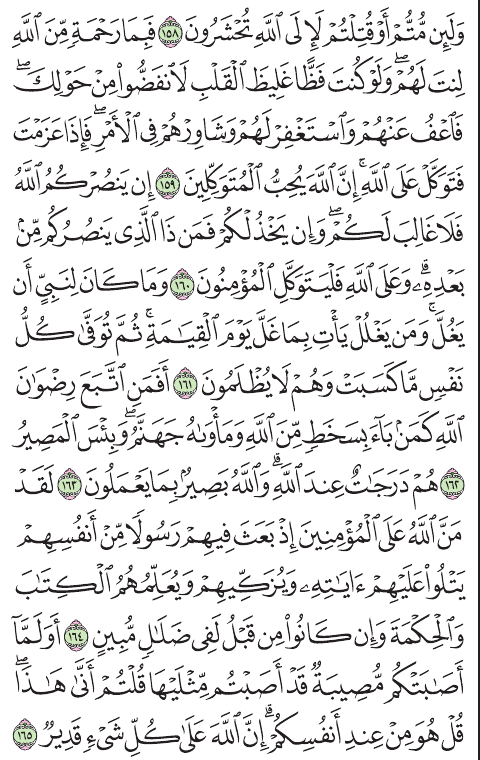 وَلَئِن مُّتُّمْ أَوْ قُتِلْتُمْ لَإِلَى ٱللَّهِ تُحْشَرُونَ ١٥٨ فَبِمَا رَحْمَةٍ مِّنَ ٱللَّهِ
لِنتَ لَهُمْ ۖ وَلَوْ كُنتَ فَظًّا غَلِيظَ ٱلْقَلْبِ لَٱنفَضُّوا۟ مِنْ حَوْلِكَ ۖ
فَٱعْفُ عَنْهُمْ وَٱسْتَغْفِرْ لَهُمْ وَشَاوِرْهُمْ فِى ٱلْأَمْرِ ۖ فَإِذَا عَزَمْتَ
فَتَوَكَّلْ عَلَى ٱللَّهِ ۚ إِنَّ ٱللَّهَ يُحِبُّ ٱلْمُتَوَكِّلِينَ ١٥٩ إِن يَنصُرْكُمُ ٱللَّهُ
فَلَا غَالِبَ لَكُمْ ۖ وَإِن يَخْذُلْكُمْ فَمَن ذَا ٱلَّذِى يَنصُرُكُم مِّنۢ
بَعْدِهِۦ ۗ وَعَلَى ٱللَّهِ فَلْيَتَوَكَّلِ ٱلْمُؤْمِنُونَ ١٦٠ وَمَا كَانَ لِنَبِىٍّ أَن
يَغُلَّ ۚ وَمَن يَغْلُلْ يَأْتِ بِمَا غَلَّ يَوْمَ ٱلْقِيَٰمَةِ ۚ ثُمَّ تُوَفَّىٰ كُلُّ
نَفْسٍ مَّا كَسَبَتْ وَهُمْ لَا يُظْلَمُونَ ١٦١ أَفَمَنِ ٱتَّبَعَ رِضْوَٰنَ
ٱللَّهِ كَمَنۢ بَآءَ بِسَخَطٍ مِّنَ ٱللَّهِ وَمَأْوَىٰهُ جَهَنَّمُ ۚ وَبِئْسَ ٱلْمَصِيرُ
١٦٢ هُمْ دَرَجَٰتٌ عِندَ ٱللَّهِ ۗ وَٱللَّهُ بَصِيرٌۢ بِمَا يَعْمَلُونَ ١٦٣ لَقَدْ
مَنَّ ٱللَّهُ عَلَى ٱلْمُؤْمِنِينَ إِذْ بَعَثَ فِيهِمْ رَسُولًا مِّنْ أَنفُسِهِمْ
يَتْلُوا۟ عَلَيْهِمْ ءَايَٰتِهِۦ وَيُزَكِّيهِمْ وَيُعَلِّمُهُمُ ٱلْكِتَٰبَ
وَٱلْحِكْمَةَ وَإِن كَانُوا۟ مِن قَبْلُ لَفِى ضَلَٰلٍ مُّبِينٍ ١٦٤ أَوَلَمَّآ
أَصَٰبَتْكُم مُّصِيبَةٌ قَدْ أَصَبْتُم مِّثْلَيْهَا قُلْتُمْ أَنَّىٰ هَٰذَا ۖ
قُلْ هُوَ مِنْ عِندِ أَنفُسِكُمْ ۗ إِنَّ ٱللَّهَ عَلَىٰ كُلِّ شَىْءٍ قَدِيرٌ ١٦٥